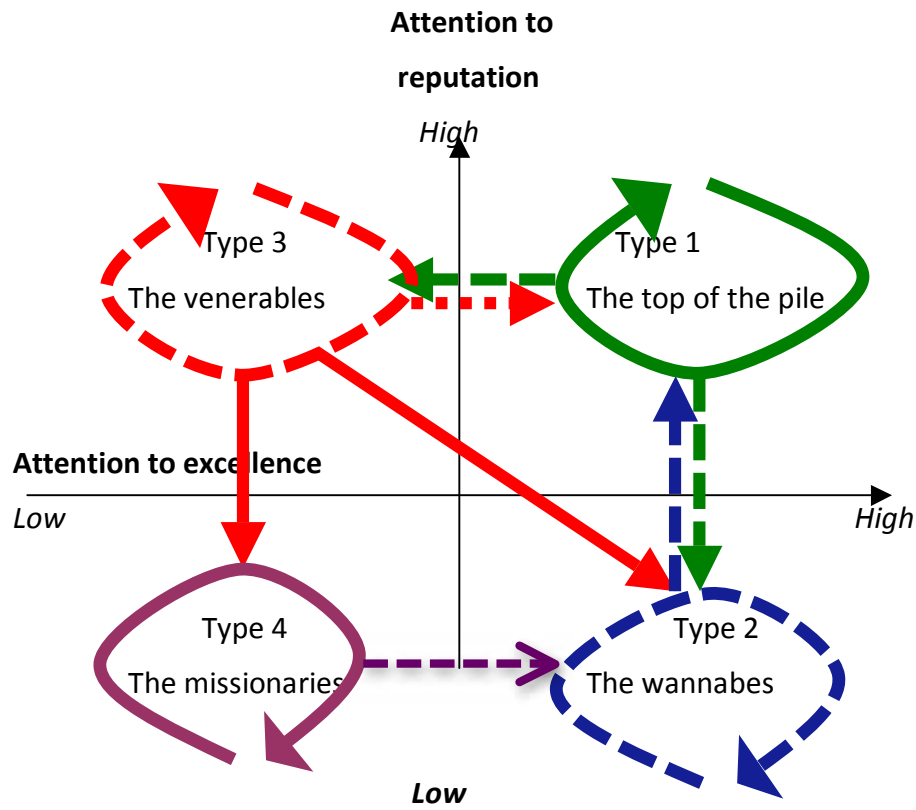 Attention to
reputation
High
Type 3
The venerables
Type 1
The top of the pile
Attention to excellence
Low
High
Type 4
The missionaries
Type 2
The wannabes
Low